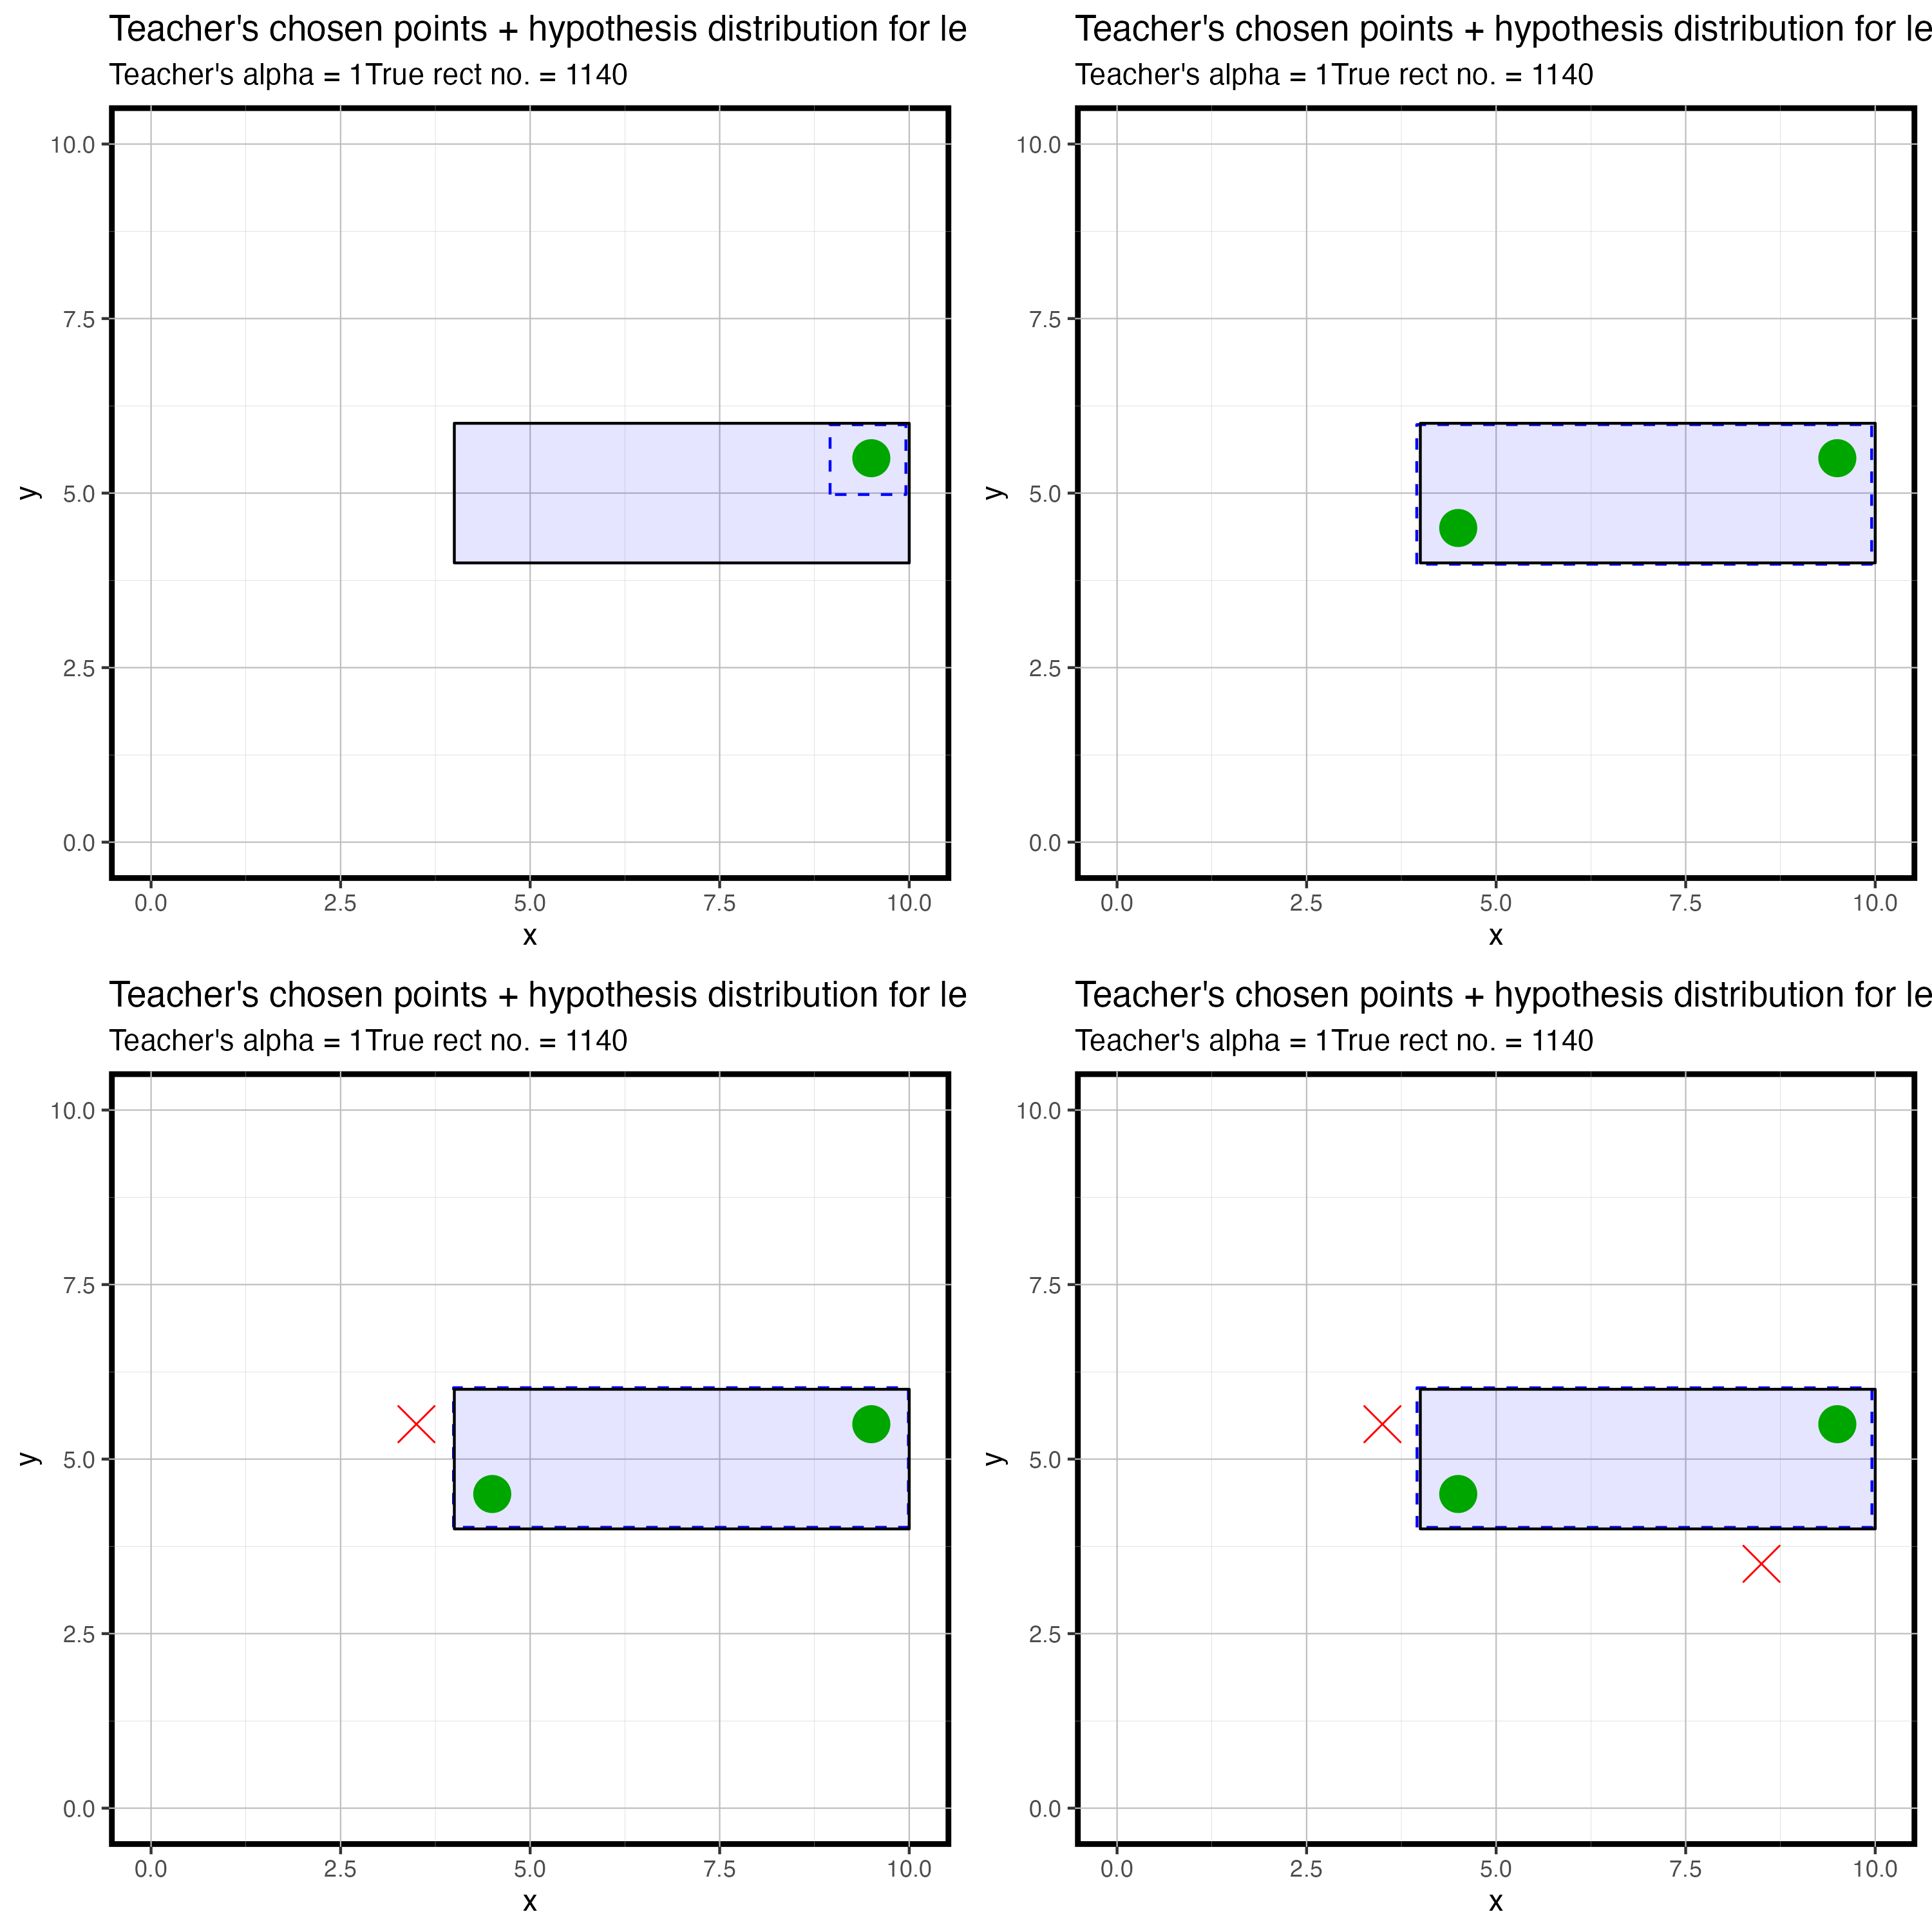 Teacher's chosen points + hypothesis distribution for le
Teacher's alpha = 1True rect no. = 1140
10.0
7.5
5.0
2.5
0.0
y
0.0 2.5 5.0 7.5 10.0
x
Teacher's chosen points + hypothesis distribution for le
Teacher's alpha = 1True rect no. = 1140
10.0
7.5
5.0
2.5
0.0
y
0.0 2.5 5.0 7.5 10.0
x
Teacher's chosen points + hypothesis distribution for le
Teacher's alpha = 1True rect no. = 1140
10.0
7.5
5.0
2.5
0.0
y
0.0 2.5 5.0 7.5 10.0
x
Teacher's chosen points + hypothesis distribution for le
Teacher's alpha = 1True rect no. = 1140
10.0
7.5
5.0
2.5
0.0
y
0.0 2.5 5.0 7.5 10.0
x